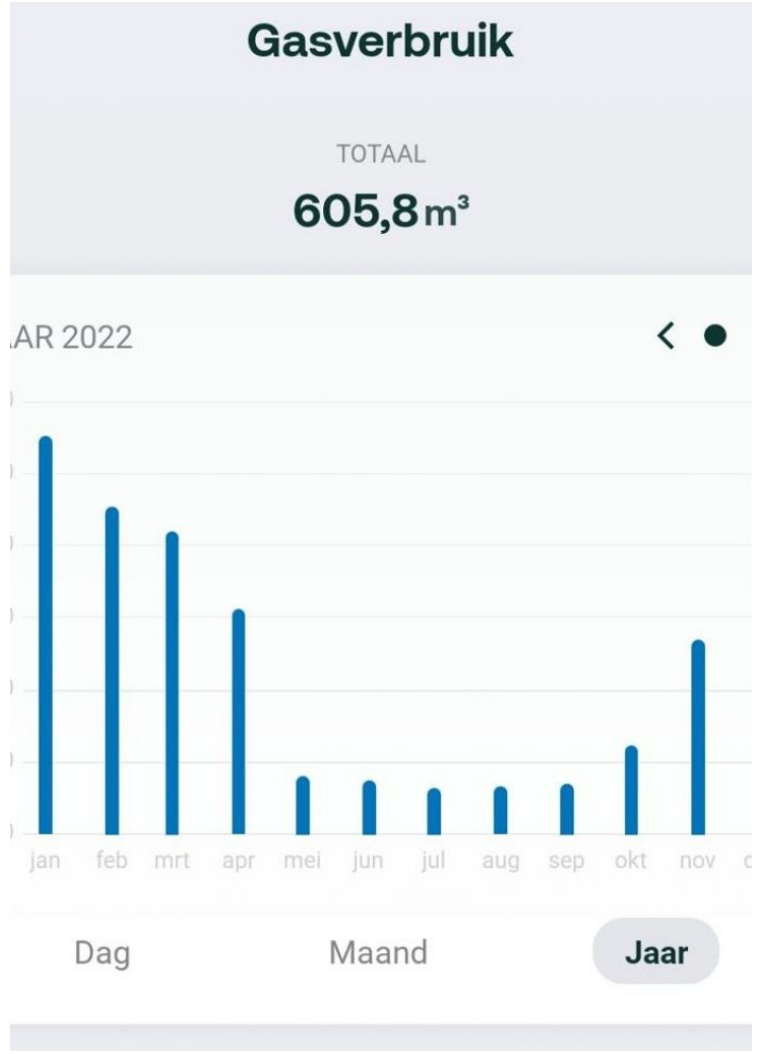 Gasverbruik
TOTAAL
605,8 m³
AR 2022
jan feb mrt apr mei jun jul aug sep okt nov
Dag Maand Jaar